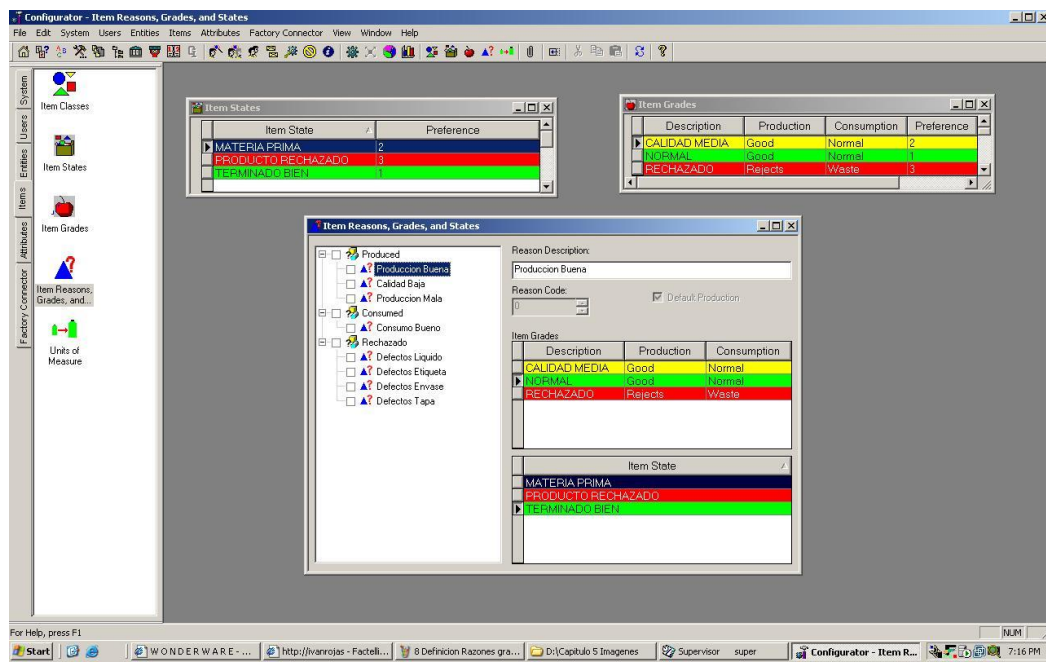 Configurator - Item Reasons, Grades, and States
File Edit System Users Entities Items Attributes Factory Connector View Window Help
System
Users
Entities
Items
Attributes
Factory Connector
Item Classes
Item States
Item Grades
Item Reasons,
Grades, and...
Units of
Measure
Item States
Item State Preference
MATERIA PRIMA 2
PRODUCTO RECHAZADO 3
TERMINADO BIEN 1
Item Grades
Description Production Consumption Preference
CALIDAD MEDIA Good Normal 2
NORMAL Good Normal 1
RECHAZADO Rejects Waste 3
Item Reasons, Grades, and States
Produced
Produccion Buena
Calidad Baja
Produccion Mala
Consumed
Consumo Bueno
Rechazado
Defectos Liquido
Defectos Etiqueta
Defectos Envase
Defectos Tapa
Reason Description:
Produccion Buena
Reason Code:
0
Default Production
Item Grades
Description Production Consumption
CALIDAD MEDIA Good Normal
NORMAL Good Normal
RECHAZADO Rejects Waste
Item State
MATERIA PRIMA
PRODUCTO RECHAZADO
TERMINADO BIEN
For Help, press F1
NUM
Start
W O N D E R W A R E - ...
http://ivanrojas - Factelli...
8 Definicion Razones gra...
D:\Capitulo 5 Imagenes
Supervisor super
Configurator - Item R...
7:16 PM